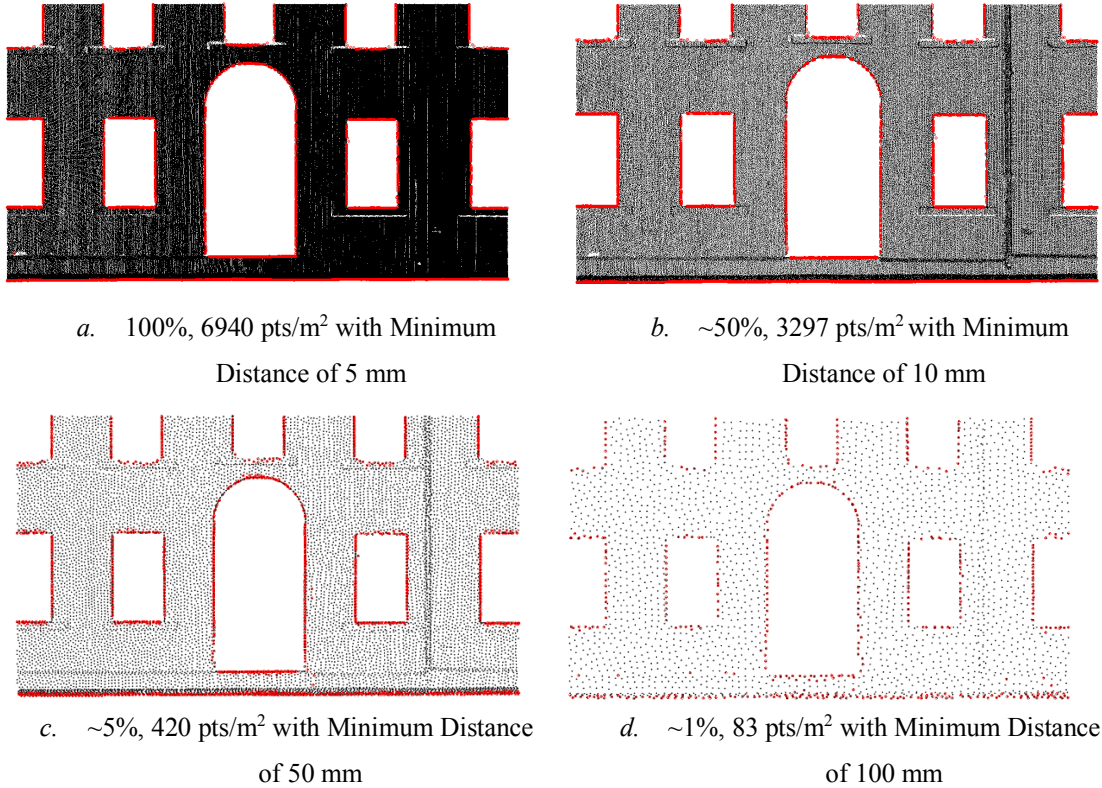 a. 100%, 6940 pts/m² with Minimum
Distance of 5 mm
b. ~50%, 3297 pts/m² with Minimum
Distance of 10 mm
c. ~5%, 420 pts/m² with Minimum Distance
of 50 mm
d. ~1%, 83 pts/m² with Minimum Distance
of 100 mm